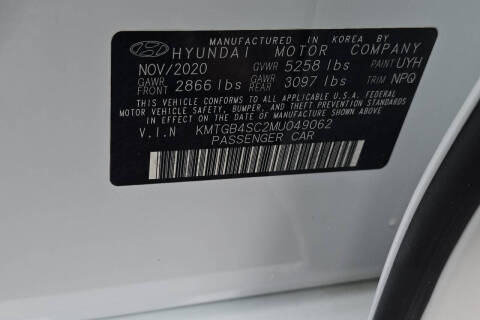 MANUFACTURED IN KOREA BY
HYUNDAI MOTOR COMPANY
NOV/2020 GVWR 5258 lbs PAINT UYH
GAWR FRONT 2866 lbs GAWR REAR 3097 lbs TRIM NPQ
THIS VEHICLE CONFORMS TO ALL APPLICABLE U.S.A. FEDERAL
MOTOR VEHICLE SAFETY, BUMPER, AND THEFT PREVENTION
STANDARDS IN EFFECT ON THE DATE OF MANUFACTURE SHOWN ABOVE.
V.I.N KMTGB4SC2MU049062
PASSENGER CAR